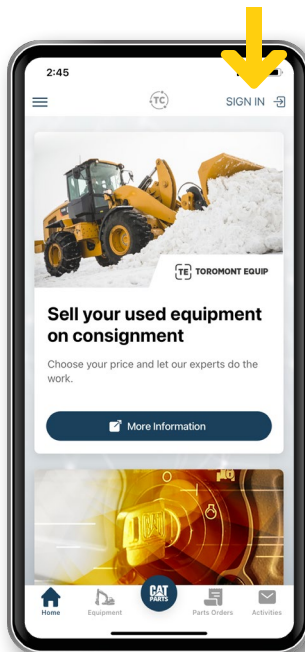 2:45
TC
SIGN IN
TE TOROMONT EQUIP
Sell your used equipment
on consignment
Choose your price and let our experts do the
work.
More Information
Home
Equipment
CAT
PARTS
Parts Orders
Activities